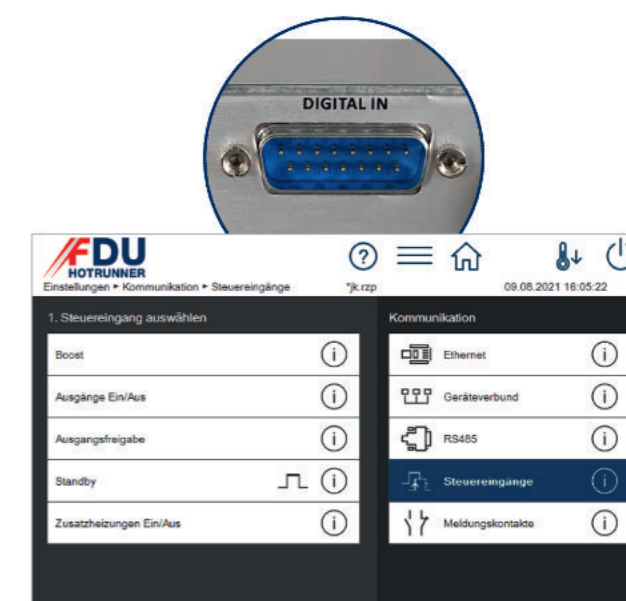 DIGITAL IN
FDU
HOTRUNNER
Einstellungen ▸ Kommunikation ▸ Steuereingänge
*jk.rzp
09.08.2021 16:05:22
1. Steuereingang auswählen
Boost
Ausgänge Ein/Aus
Ausgangsfreigabe
Standby
Zusatzheizungen Ein/Aus
Kommunikation
Ethernet
Geräteverbund
RS485
Steuereingänge
Meldungskontakte